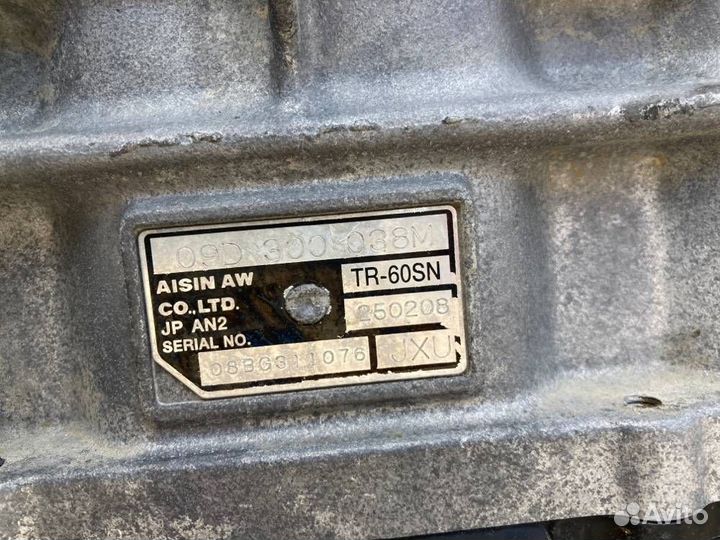 09D 300 038M
AISIN AW
CO.,LTD.
JP AN2
SERIAL NO.
TR-60SN
250208
08BG311076
JXU
Avito